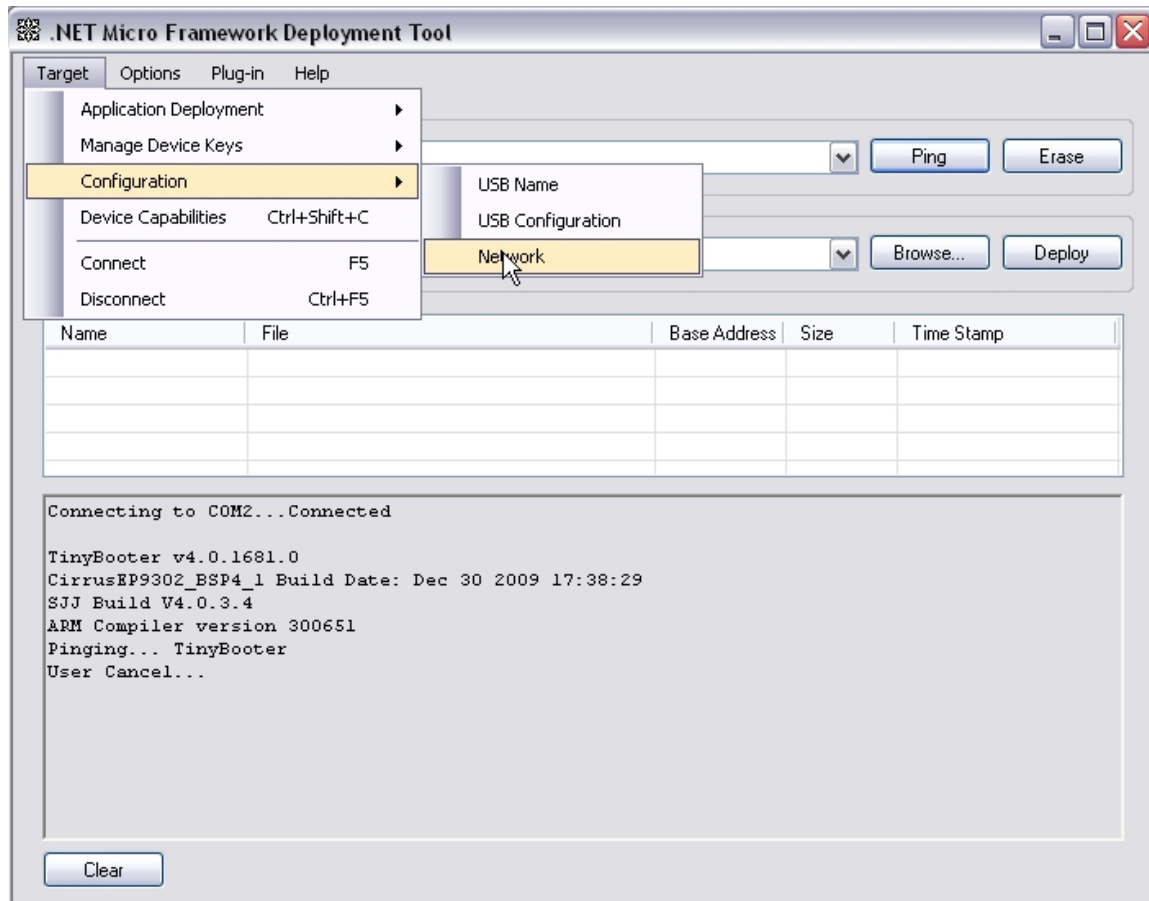 .NET Micro Framework Deployment Tool
Target Options Plug-in Help
Application Deployment
Manage Device Keys
Configuration
Device Capabilities Ctrl+Shift+C
Connect F5
Disconnect Ctrl+F5
USB Name
USB Configuration
Network
Ping Erase
Browse... Deploy
Name File Base Address Size Time Stamp
Connecting to COM2...Connected
TinyBooter v4.0.1681.0
CirrusEP9302_BSP4_1 Build Date: Dec 30 2009 17:38:29
SJJ Build V4.0.3.4
ARM Compiler version 300651
Pinging... TinyBooter
User Cancel...
Clear